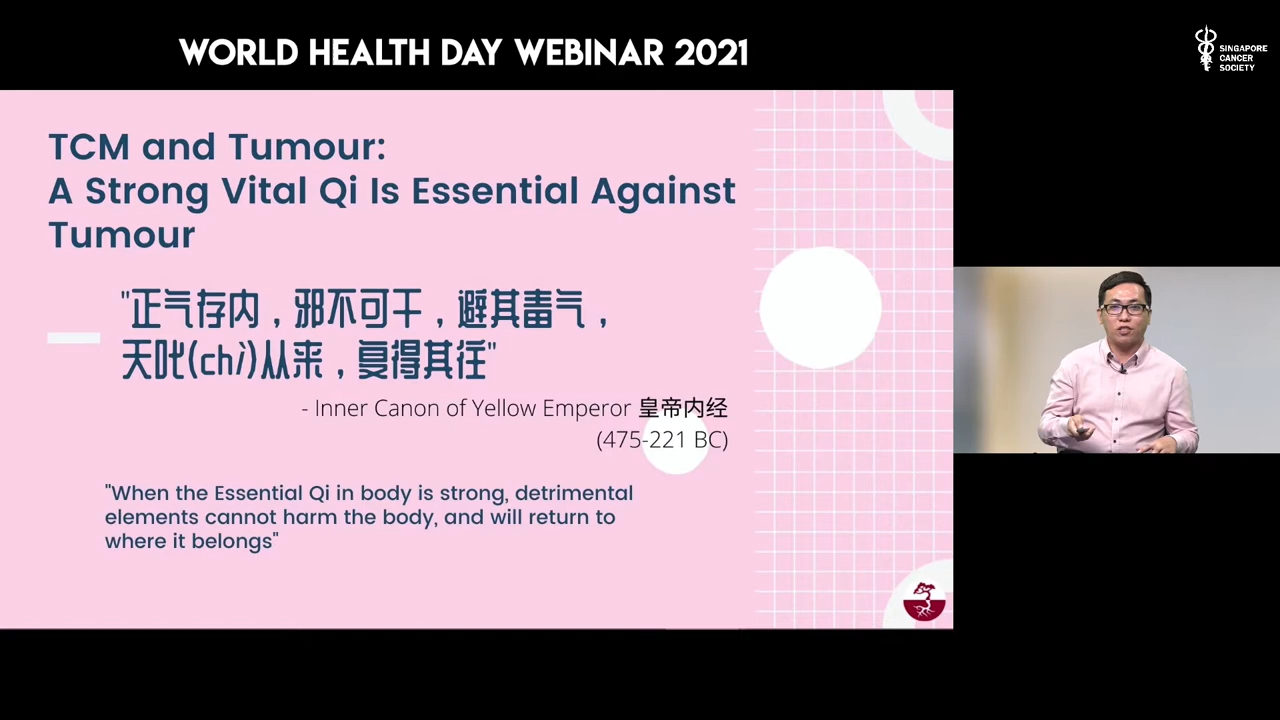 WORLD HEALTH DAY WEBINAR 2021
SINGAPORE
CANCER
SOCIETY
TCM and Tumour:
A Strong Vital Qi Is Essential Against
Tumour
"正气存内，邪不可干，避其毒气，
天叱(chi)从来，复得其往"
- Inner Canon of Yellow Emperor 皇帝内经
(475-221 BC)
"When the Essential Qi in body is strong, detrimental
elements cannot harm the body, and will return to
where it belongs"